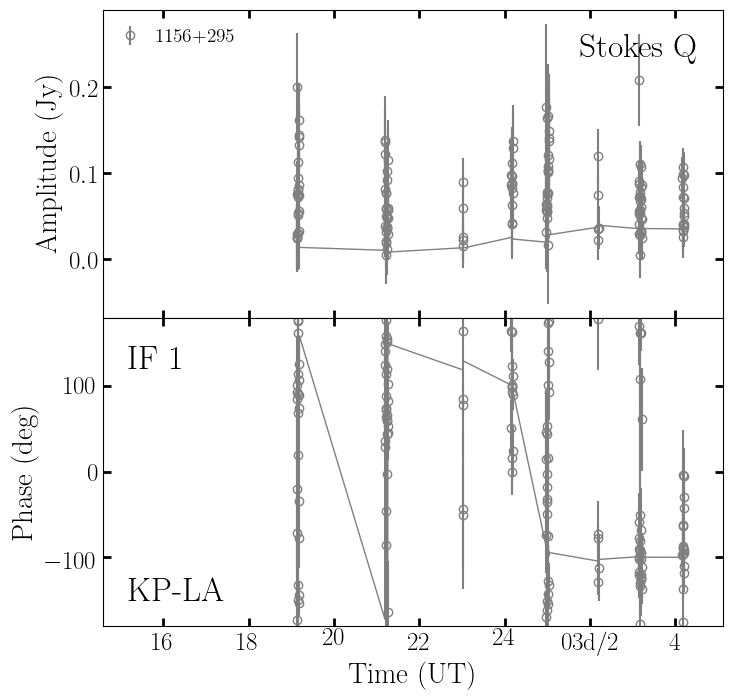 1156+295
Stokes Q
Amplitude (Jy)
0.2
0.1
0.0
IF 1
KP-LA
Phase (deg)
100
0
−100
16 18 20 22 24 03d/2 4
Time (UT)